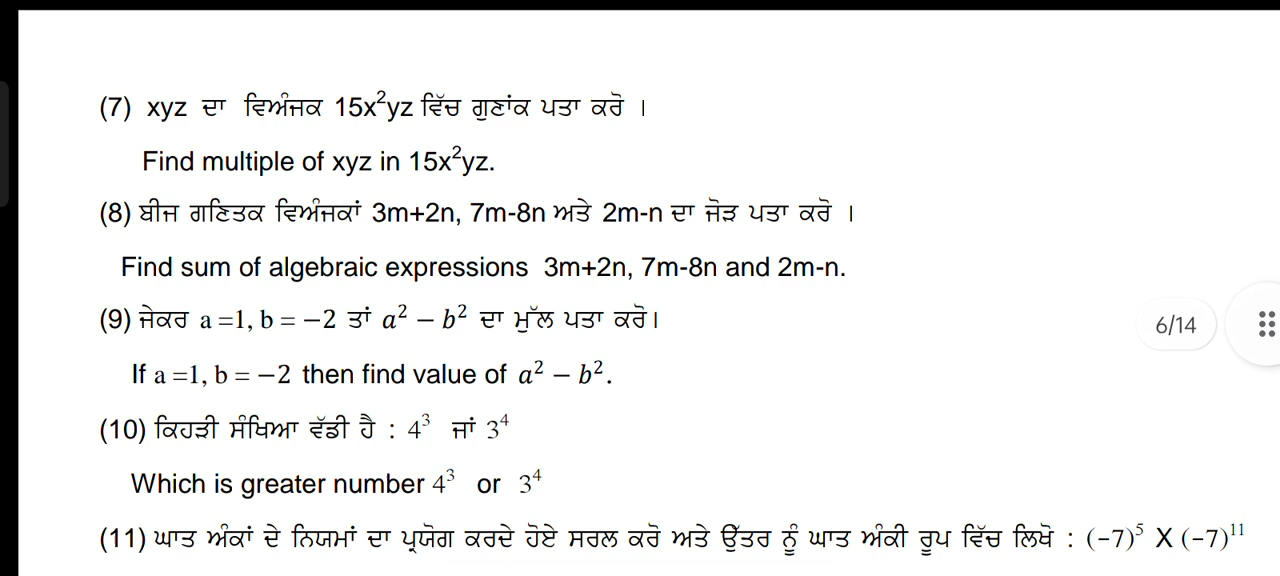 (7) xyz ਦਾ ਵਿਅੰਜਕ 15x²yz ਵਿੱਚ ਗੁਣਾਂਕ ਪਤਾ ਕਰੋ ।
Find multiple of xyz in 15x²yz.
(8) ਬੀਜ ਗਣਿਤਕ ਵਿਅੰਜਕਾਂ 3m+2n, 7m-8n ਅਤੇ 2m-n ਦਾ ਜੋੜ ਪਤਾ ਕਰੋ ।
Find sum of algebraic expressions 3m+2n, 7m-8n and 2m-n.
(9) ਜੇਕਰ a =1, b = −2 ਤਾਂ a² − b² ਦਾ ਮੁੱਲ ਪਤਾ ਕਰੋ।
If a =1, b = −2 then find value of a² − b².
6/14
(10) ਕਿਹੜੀ ਸੰਖਿਆ ਵੱਡੀ ਹੈ : 4³ ਜਾਂ 3⁴
Which is greater number 4³ or 3⁴
(11) ਘਾਤ ਅੰਕਾਂ ਦੇ ਨਿਯਮਾਂ ਦਾ ਪ੍ਰਯੋਗ ਕਰਦੇ ਹੋਏ ਸਰਲ ਕਰੋ ਅਤੇ ਉੱਤਰ ਨੂੰ ਘਾਤ ਅੰਕੀ ਰੂਪ ਵਿੱਚ ਲਿਖੋ : (−7)⁵ X (−7)¹¹